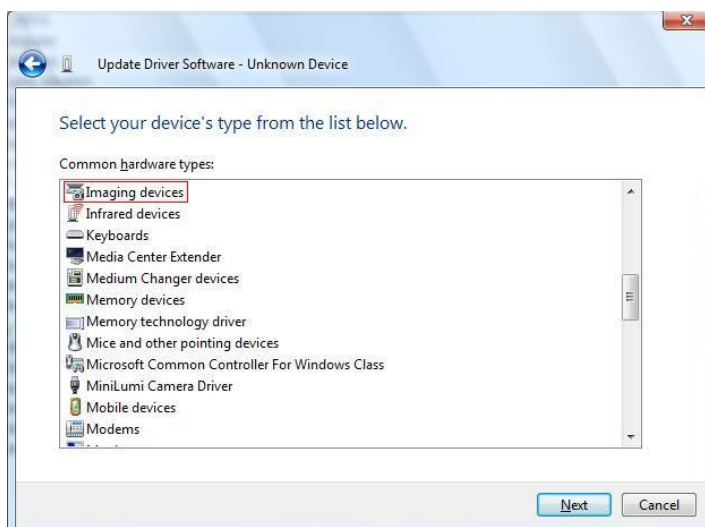 Update Driver Software - Unknown Device
Select your device's type from the list below.
Common hardware types:
Imaging devices
Infrared devices
Keyboards
Media Center Extender
Medium Changer devices
Memory devices
Memory technology driver
Mice and other pointing devices
Microsoft Common Controller For Windows Class
MiniLumi Camera Driver
Mobile devices
Modems
Next Cancel